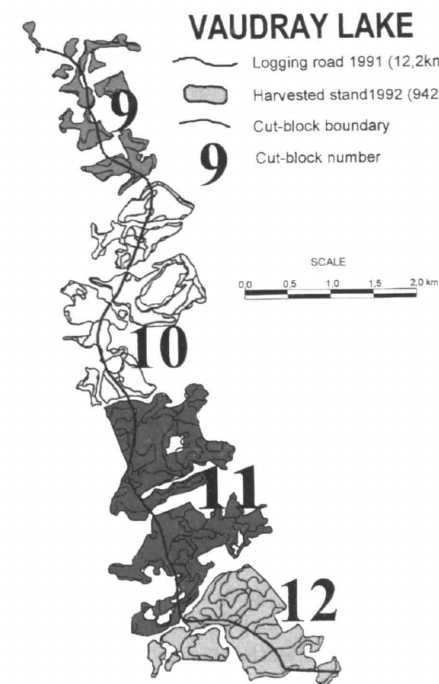 VAUDRAY LAKE
Logging road 1991 (12,2km
Harvested stand1992 (942
Cut-block boundary
9 Cut-block number
SCALE
0,0 0,5 1,0 1,5 2,0 km
9
10
11
12